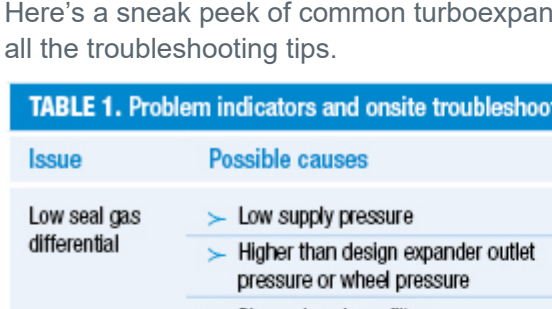 Here's a sneak peek of common turboexpan
all the troubleshooting tips.
TABLE 1. Problem indicators and onsite troubleshoo
Issue Possible causes
Low seal gas differential
Low supply pressure
Higher than design expander outlet
pressure or wheel pressure